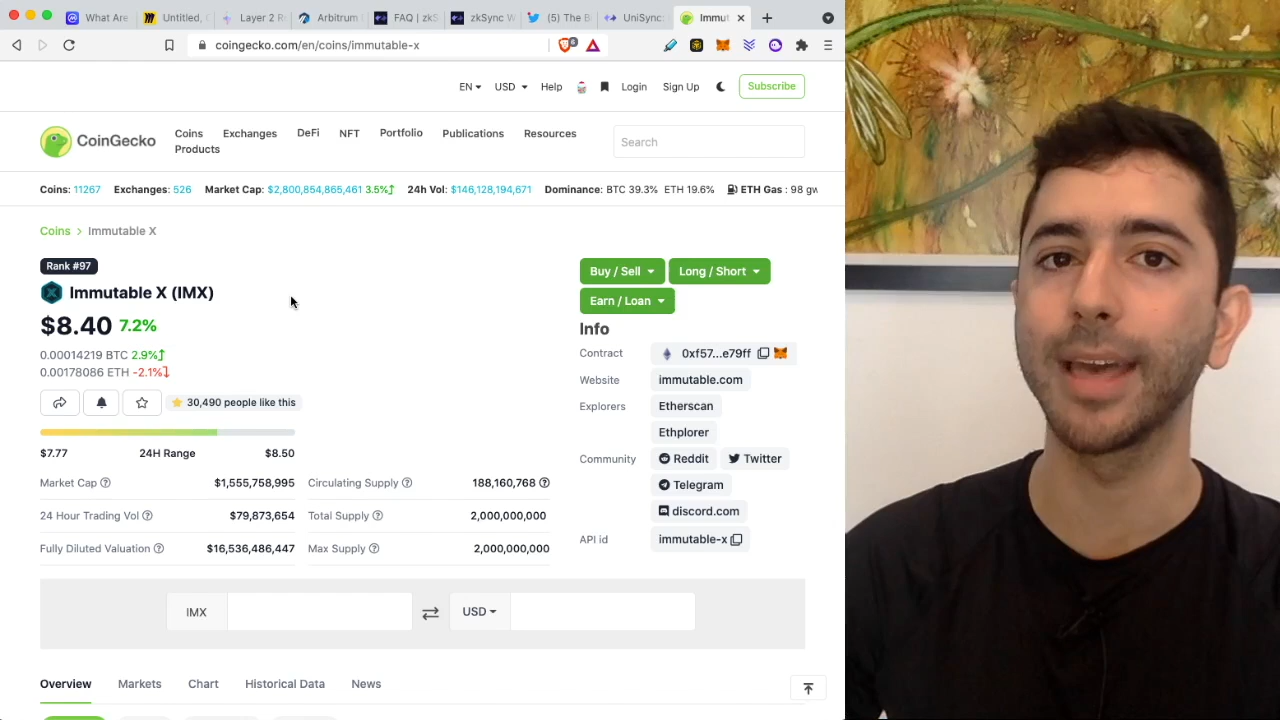 What Are
Untitled,
Layer 2 R
Arbitrum
FAQ | zkS
zkSync W
(5) The B
UniSync:
Immut
coingecko.com/en/coins/immutable-x
EN USD Help Login Sign Up Subscribe
CoinGecko
Coins Exchanges DeFi NFT Portfolio Publications Resources
Products
Search
Coins: 11267 Exchanges: 526 Market Cap: $2,800,854,865,461 3.5% 24h Vol: $146,128,194,671 Dominance: BTC 39.3% ETH 19.6% ETH Gas : 98 gw
Coins > Immutable X
Rank #97
Immutable X (IMX)
$8.40 7.2%
0.00014219 BTC 2.9%
0.00178086 ETH -2.1%
30,490 people like this
$7.77 24H Range $8.50
Market Cap $1,555,758,995
24 Hour Trading Vol $79,873,654
Fully Diluted Valuation $16,536,486,447
Circulating Supply 188,160,768
Total Supply 2,000,000,000
Max Supply 2,000,000,000
Buy / Sell Long / Short
Earn / Loan
Info
Contract 0xf57...e79ff
Website immutable.com
Explorers Etherscan
Ethplorer
Community Reddit Twitter
Telegram
discord.com
API id immutable-x
IMX USD
Overview Markets Chart Historical Data News